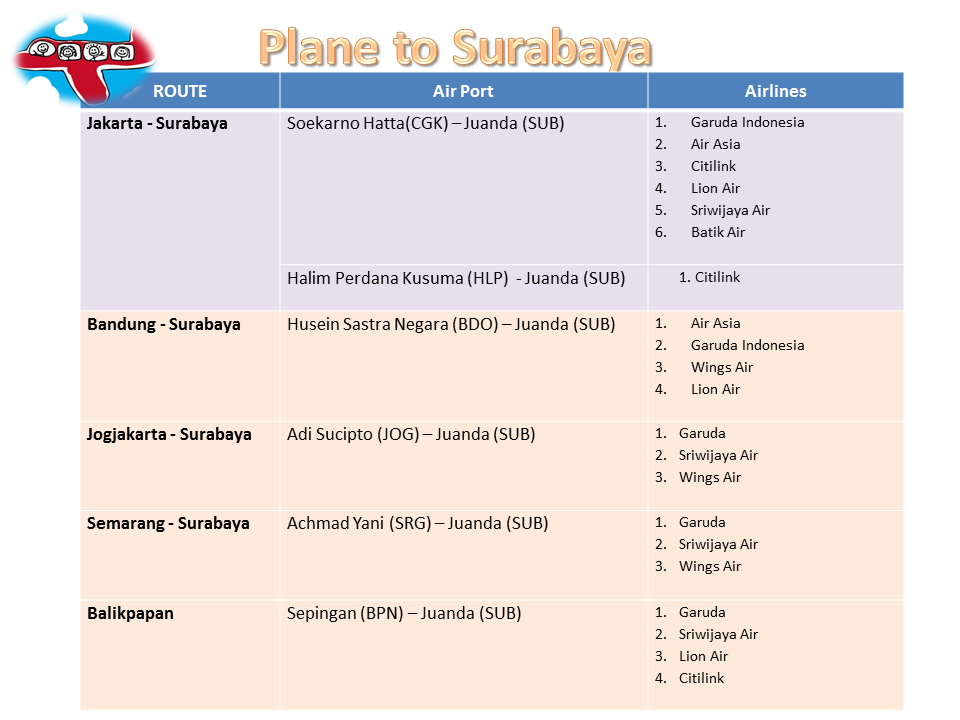 Plane to Surabaya
ROUTE Air Port Airlines
Jakarta - Surabaya Soekarno Hatta(CGK) – Juanda (SUB) 1. Garuda Indonesia
2. Air Asia
3. Citilink
4. Lion Air
5. Sriwijaya Air
6. Batik Air
Halim Perdana Kusuma (HLP) - Juanda (SUB) 1. Citilink
Bandung - Surabaya Husein Sastra Negara (BDO) – Juanda (SUB) 1. Air Asia
2. Garuda Indonesia
3. Wings Air
4. Lion Air
Jogjakarta - Surabaya Adi Sucipto (JOG) – Juanda (SUB) 1. Garuda
2. Sriwijaya Air
3. Wings Air
Semarang - Surabaya Achmad Yani (SRG) – Juanda (SUB) 1. Garuda
2. Sriwijaya Air
3. Wings Air
Balikpapan Sepingan (BPN) – Juanda (SUB) 1. Garuda
2. Sriwijaya Air
3. Lion Air
4. Citilink